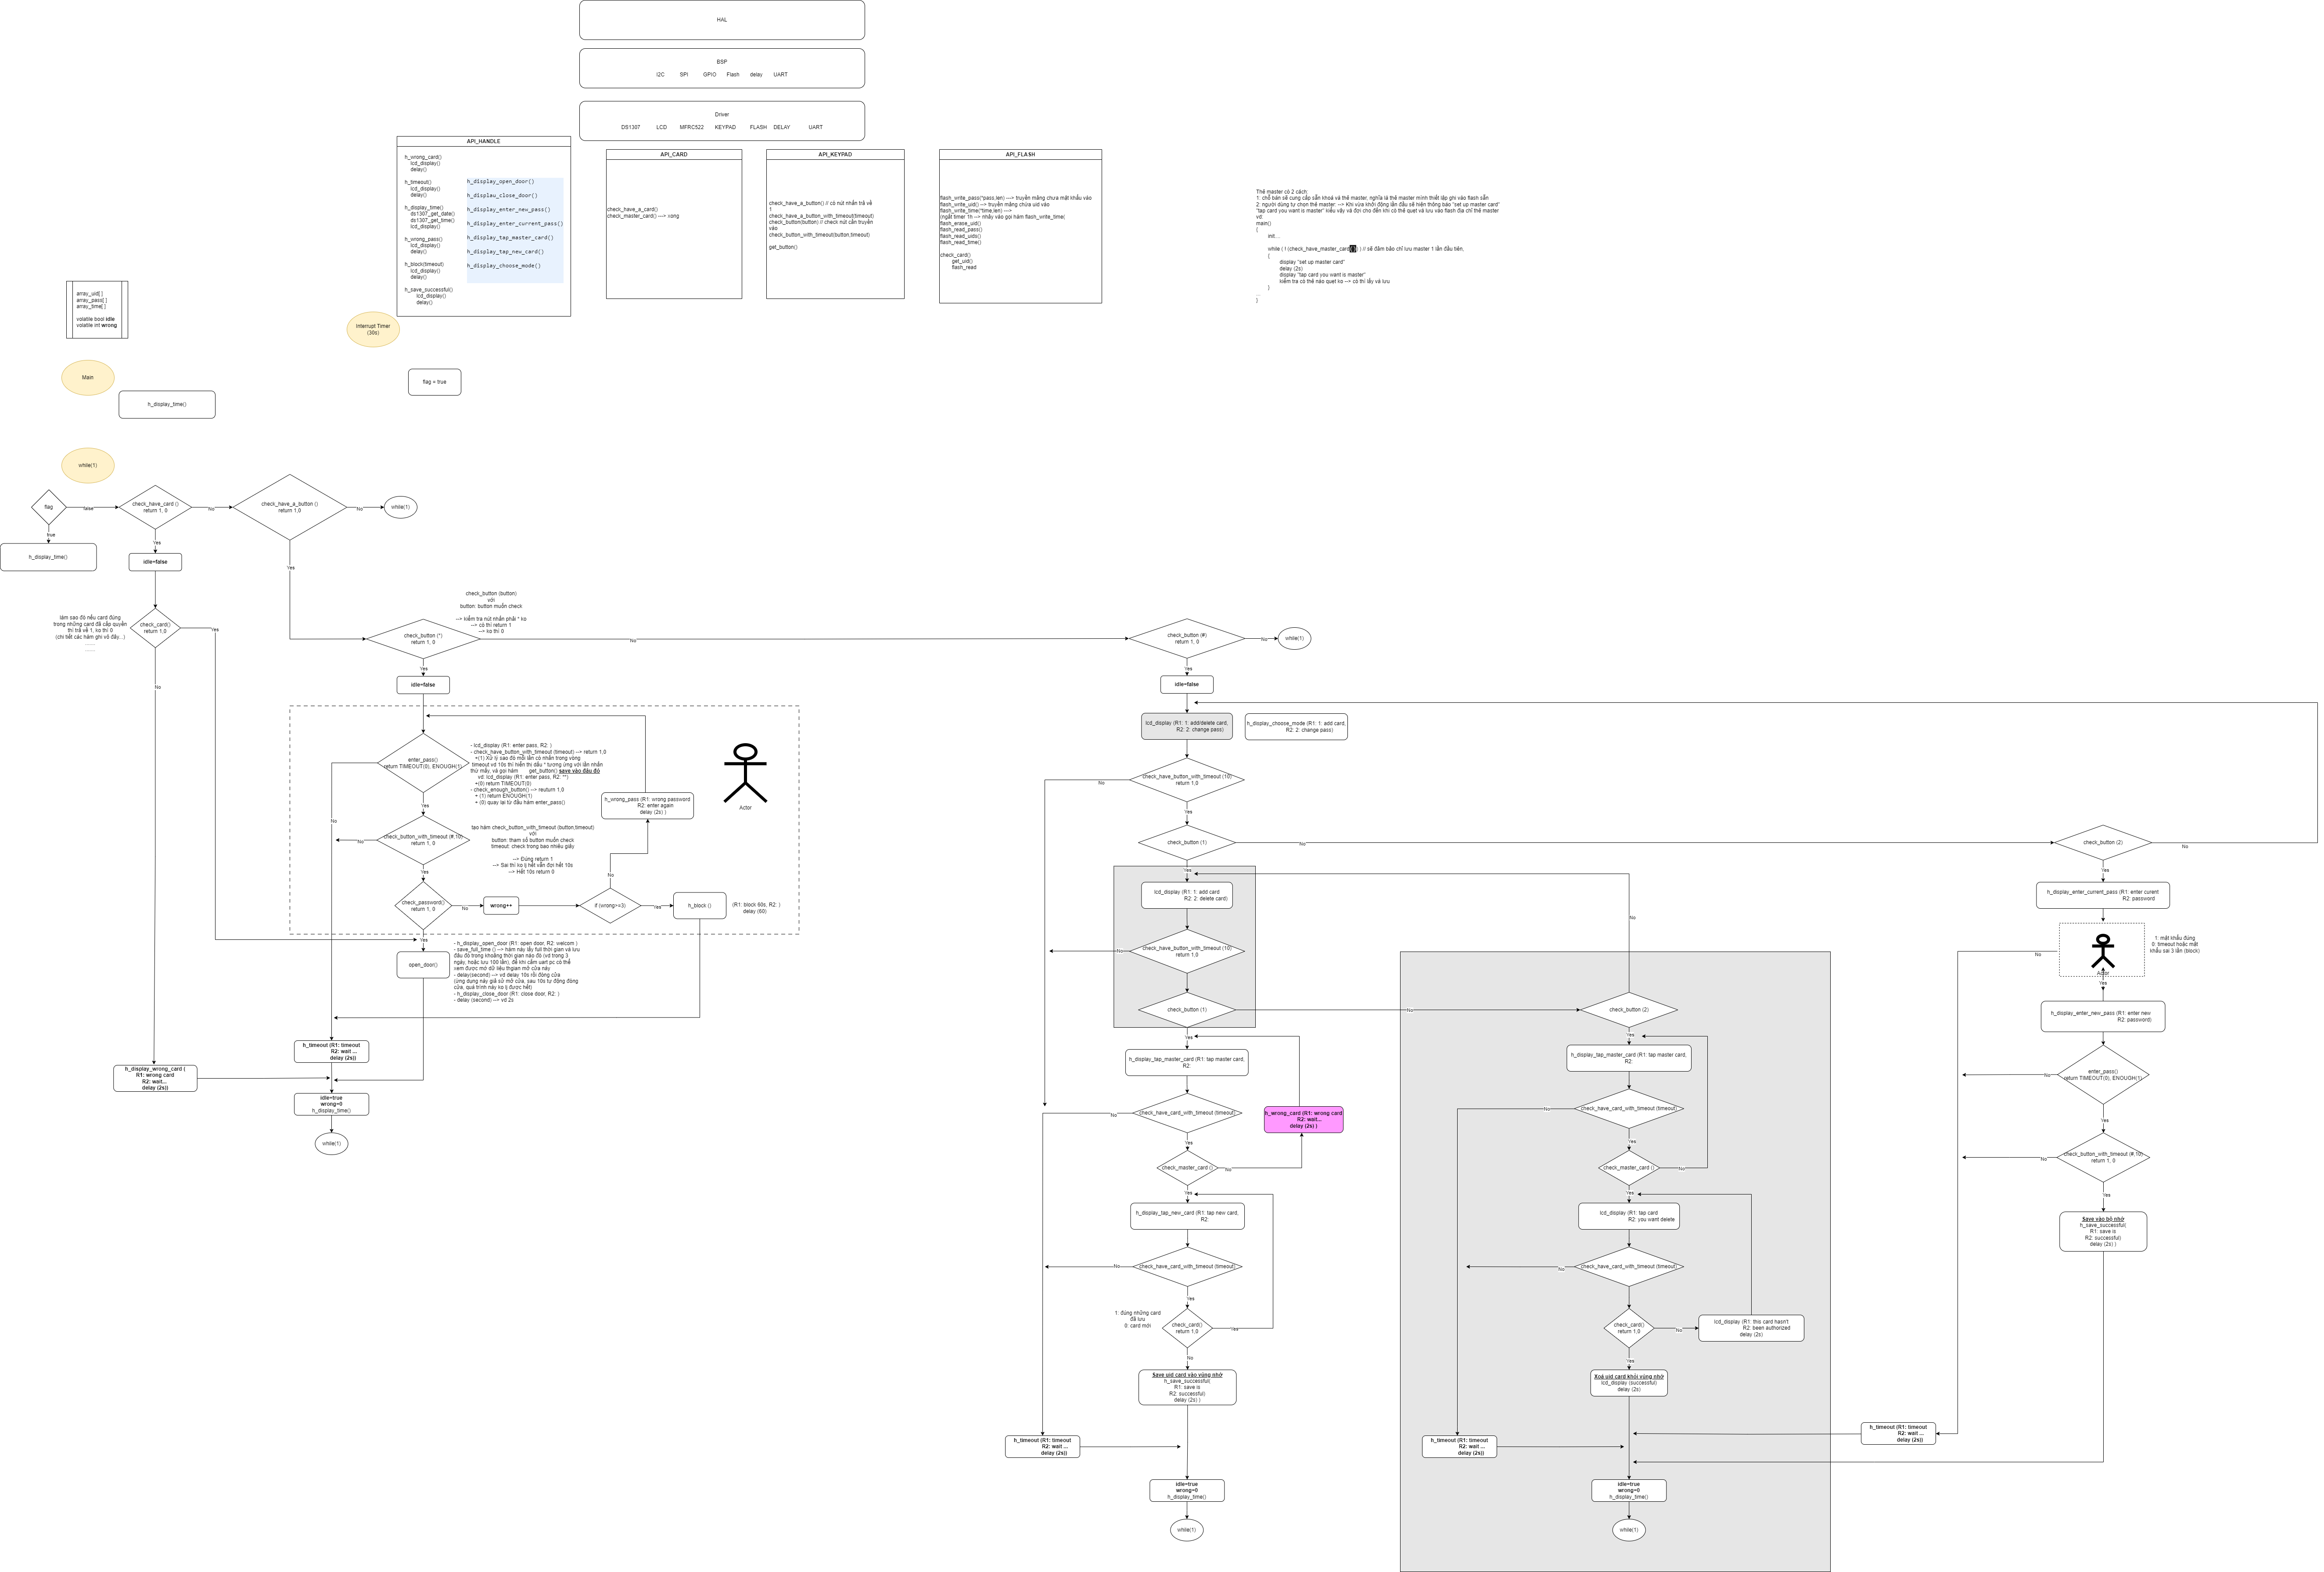 HAL
BSP
I2C SPI GPIO Flash delay UART
Driver
DS1307 LCD MFRC522 KEYPAD FLASH DELAY UART
API_HANDLE
h_wrong_card()
lcd_display()
delay()
h_timeout()
lcd_display()
delay()
h_display_time()
ds1307_get_date()
ds1307_get_time()
lcd_display()
h_wrong_pass()
lcd_display()
delay()
h_block(timeout)
lcd_display()
delay()
h_save_successful()
lcd_display()
delay()
h_display_open_door()
h_displau_close_door()
h_display_enter_new_pass()
h_display_enter_current_pass()
h_display_tap_master_card()
h_display_tap_new_card()
h_display_choose_mode()
API_CARD
check_have_a_card()
check_master_card() ---> xong
API_KEYPAD
check_have_a_button() // có nút nhấn trả về
1
check_have_a_button_with_timeout(timeout)
check_button(button) // check nút cần truyền
vào
check_button_with_timeout(button,timeout)
get_button()
API_FLASH
flash_write_pass(*pass,len) ---> truyền mảng chưa mật khẩu vào
flash_write_uid() --> truyền mảng chưa uid vào
flash_write_time(*time,len) --->
(ngắt timer 1h --> nhảy vào gọi hàm flash_write_time(
flash_erase_uid()
flash_read_pass()
flash_read_uids()
flash_read_time()
check_card()
get_uid()
flash_read
Thẻ master có 2 cách:
1: chỗ bán sẽ cung cấp sẵn khoá và thẻ master, nghĩa là thẻ master mình thiết lập ghi vào flash sẵn
2: người dùng tự chọn thẻ master: --> Khi vừa khởi động lần đầu sẽ hiện thông báo "set up master card"
"tap card you want is master" kiểu vậy và đợi cho đến khi có thẻ quẹt và lưu vào flash địa chỉ thẻ master
vd:
main()
{
init...
while ( ! (check_have_master_card()) ) // sẽ đảm bảo chỉ lưu master 1 lần đầu tiên,
{
display "set up master card"
delay (2s)
display "tap card you want is master"
kiểm tra có thẻ nào quẹt ko --> có thì lấy và lưu
}
...
}
array_uid[ ]
array_pass[ ]
array_time[ ]
volatile bool idle
volatile int wrong
Interrupt Timer
(30s)
flag = true
Main
h_display_time()
while(1)
flag
false
true
h_display_time()
check_have_card ()
return 1, 0
No
Yes
check_have_a_button ()
return 1,0
No
while(1)
Yes
idle=false
làm sao đó nếu card đúng
trong những card đã cấp quyền
thì trả về 1, ko thì 0
(chi tiết các hàm ghi vô đây...)
.......
.......
check_card()
return 1,0
Yes
No
check_button (button)
với
button: button muốn check
--> kiểm tra nút nhấn phải * ko
--> có thì return 1
--> ko thì 0
check_button (*)
return 1, 0
No
Yes
idle=false
enter_pass()
return TIMEOUT(0), ENOUGH(1)
Yes
No
- lcd_display (R1: enter pass, R2: )
- check_have_button_with_timeout (timeout) --> return 1,0
+(1) Xử lý sao đó mỗi lần có nhấn trong vòng
timeout vd 10s thì hiển thị dấu * tương ứng với lần nhấn
thứ mấy, và gọi hàm get_button() save vào đâu đó
vd: lcd_display (R1: enter pass, R2: **)
+(0) return TIMEOUT(0)
- check_enough_button() --> reuturn 1,0
+ (1) return ENOUGH(1)
+ (0) quay lại từ đầu hàm enter_pass()
h_wrong_pass (R1: wrong password
R2: enter again
delay (2s) )
Actor
check_button_with_timeout (#,10)
return 1, 0
No
Yes
tạo hàm check_button_with_timeout (button,timeout)
với
button: tham số button muốn check
timeout: check trong bao nhiêu giây
--> Đúng return 1
--> Sai thì ko lj hết vẫn đợi hết 10s
--> Hết 10s return 0
check_password()
return 1, 0
No
wrong++
if (wrong>=3)
No
Yes
h_block ()
(R1: block 60s, R2: )
delay (60)
Yes
open_door()
- h_display_open_door (R1: open door, R2: welcom )
- save_full_time () --> hàm này lấy full thời gian và lưu
đâu đó trong khoảng thời gian nào đó (vd trong 3
ngày, hoặc lưu 100 lần), để khi cắm uart pc có thể
xem được mớ dữ liệu thgian mở cửa này
- delay(second) --> vd delay 10s rồi đóng cửa
(ứng dụng này giả sử mở cửa, sau 10s tự động đóng
cửa, quá trình này ko lj được hết)
- h_display_close_door (R1: close door, R2: )
- delay (second) --> vd 2s
h_timeout (R1: timeout
R2: wait ...
delay (2s))
h_display_wrong_card (
R1: wrong card
R2: wait...
delay (2s))
idle=true
wrong=0
h_display_time()
while(1)
check_button (#)
return 1, 0
No
while(1)
Yes
idle=false
lcd_display (R1: 1: add/delete card,
R2: 2: change pass)
h_display_choose_mode (R1: 1: add card,
R2: 2: change pass)
check_have_button_with_timeout (10)
return 1,0
No
Yes
check_button (1)
No
Yes
lcd_display (R1: 1: add card
R2: 2: delete card)
check_have_button_with_timeout (10)
return 1,0
No
check_button (1)
No
Yes
h_display_tap_master_card (R1: tap master card,
R2:
check_have_card_with_timeout (timeout)
No
Yes
h_wrong_card (R1: wrong card
R2: wait...
delay (2s) )
check_master_card ()
No
Yes
h_display_tap_new_card (R1: tap new card,
R2:
check_have_card_with_timeout (timeout)
No
Yes
1: đúng những card
đã lưu
0: card mới
check_card()
return 1,0
Yes
No
Save uid card vào vùng nhớ
h_save_successful(
R1: save is
R2: successful)
delay (2s) )
h_timeout (R1: timeout
R2: wait ...
delay (2s))
idle=true
wrong=0
h_display_time()
while(1)
No
check_button (2)
Yes
h_display_tap_master_card (R1: tap master card,
R2:
check_have_card_with_timeout (timeout)
No
Yes
check_master_card ()
No
Yes
lcd_display (R1: tap card
R2: you want delete
check_have_card_with_timeout (timeout)
No
check_card()
return 1,0
No
Yes
lcd_display (R1: this card hasn't
R2: been authorized
delay (2s)
Xoá uid card khỏi vùng nhớ
lcd_display (successful)
delay (2s)
h_timeout (R1: timeout
R2: wait ...
delay (2s))
idle=true
wrong=0
h_display_time()
while(1)
check_button (2)
No
Yes
h_display_enter_current_pass (R1: enter curent
R2: password
Actor
1: mật khẩu đúng
0: timeout hoặc mật
khẩu sai 3 lần (block)
No
Yes
h_display_enter_new_pass (R1: enter new
R2: password)
enter_pass()
return TIMEOUT(0), ENOUGH(1)
No
Yes
check_button_with_timeout (#,10)
return 1, 0
No
Yes
Save vào bộ nhớ
h_save_successful(
R1: save is
R2: successful)
delay (2s) )
h_timeout (R1: timeout
R2: wait ...
delay (2s))